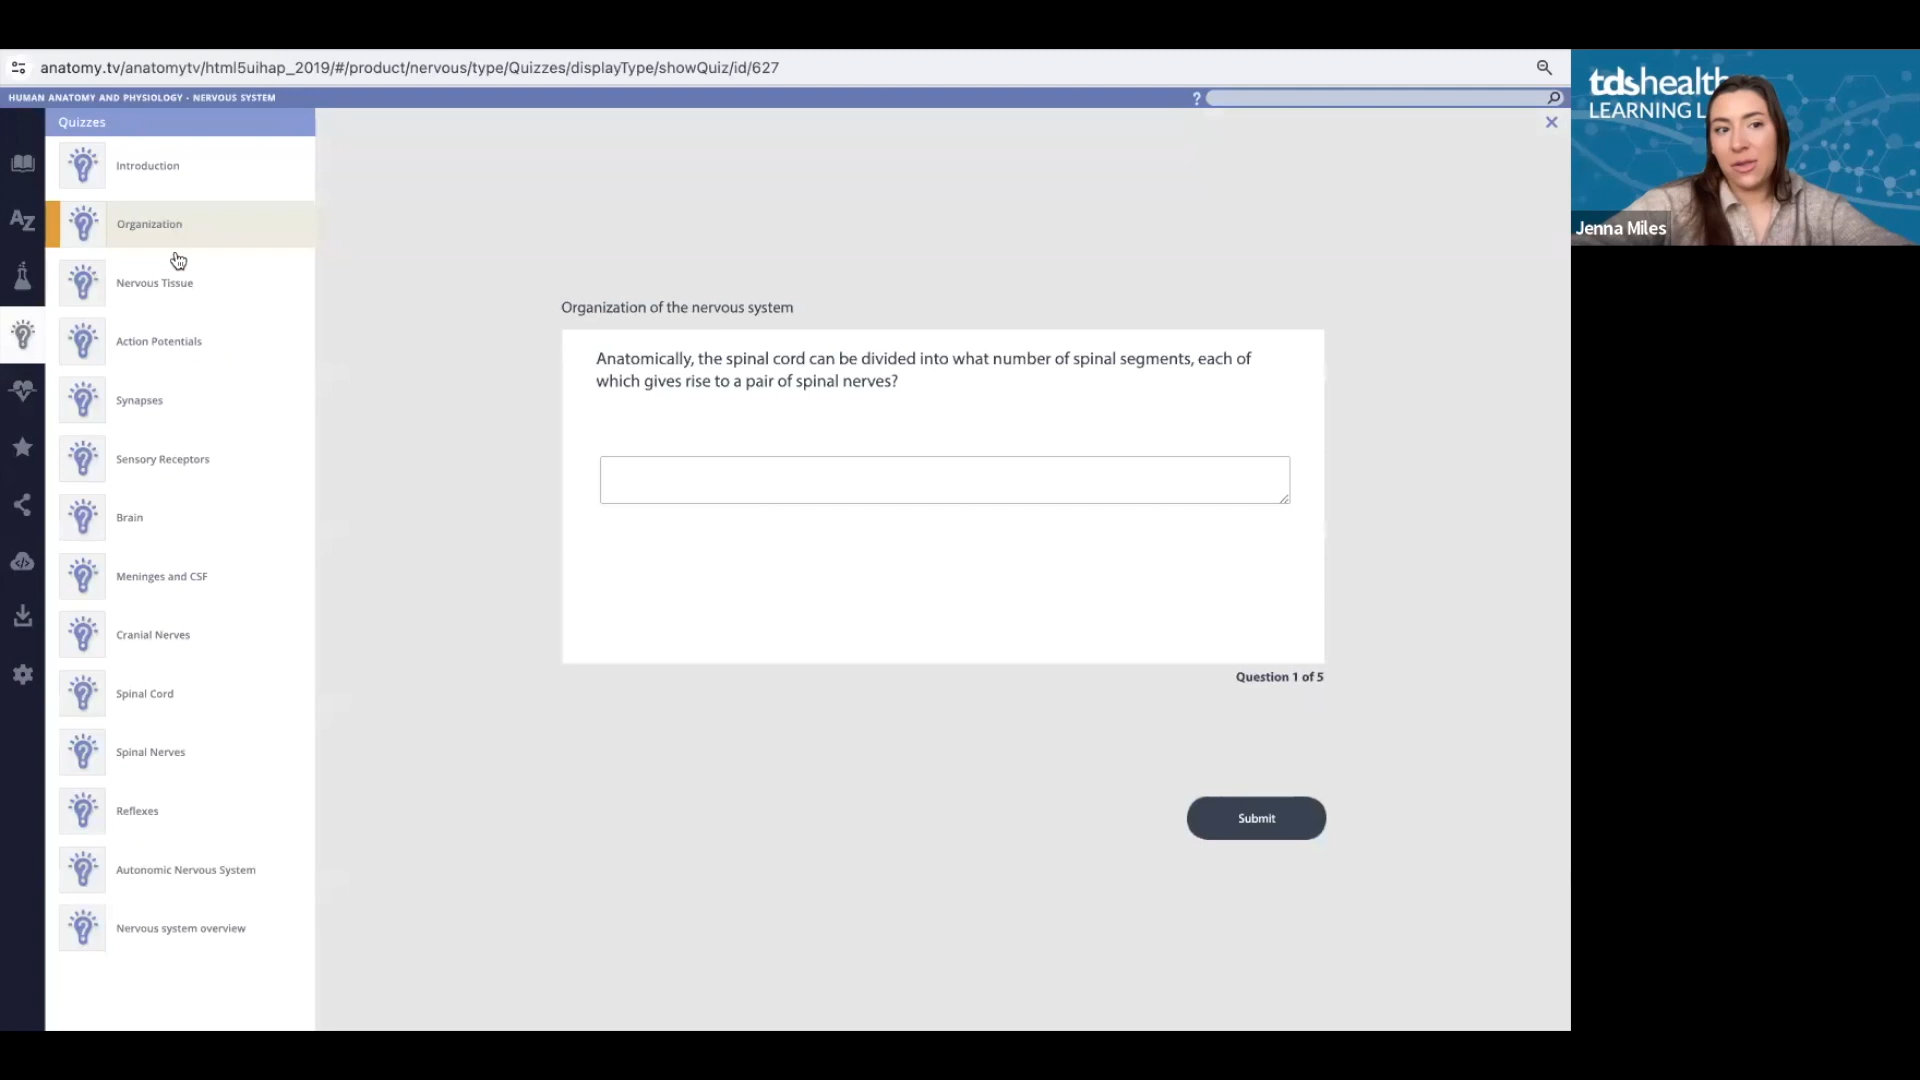 anatomy.tv/anatomytv/html5uihap_2019/#/product/nervous/type/Quizzes/displayType/showQuiz/id/627
HUMAN ANATOMY AND PHYSIOLOGY - NERVOUS SYSTEM
?
Quizzes
AZ
Introduction
Organization
Nervous Tissue
Action Potentials
Synapses
Sensory Receptors
Brain
Meninges and CSF
Cranial Nerves
Spinal Cord
Spinal Nerves
Reflexes
Autonomic Nervous System
Nervous system overview
Organization of the nervous system
Anatomically, the spinal cord can be divided into what number of spinal segments, each of
which gives rise to a pair of spinal nerves?
Question 1 of 5
Submit
tdshealth
LEARNING L
Jenna Miles